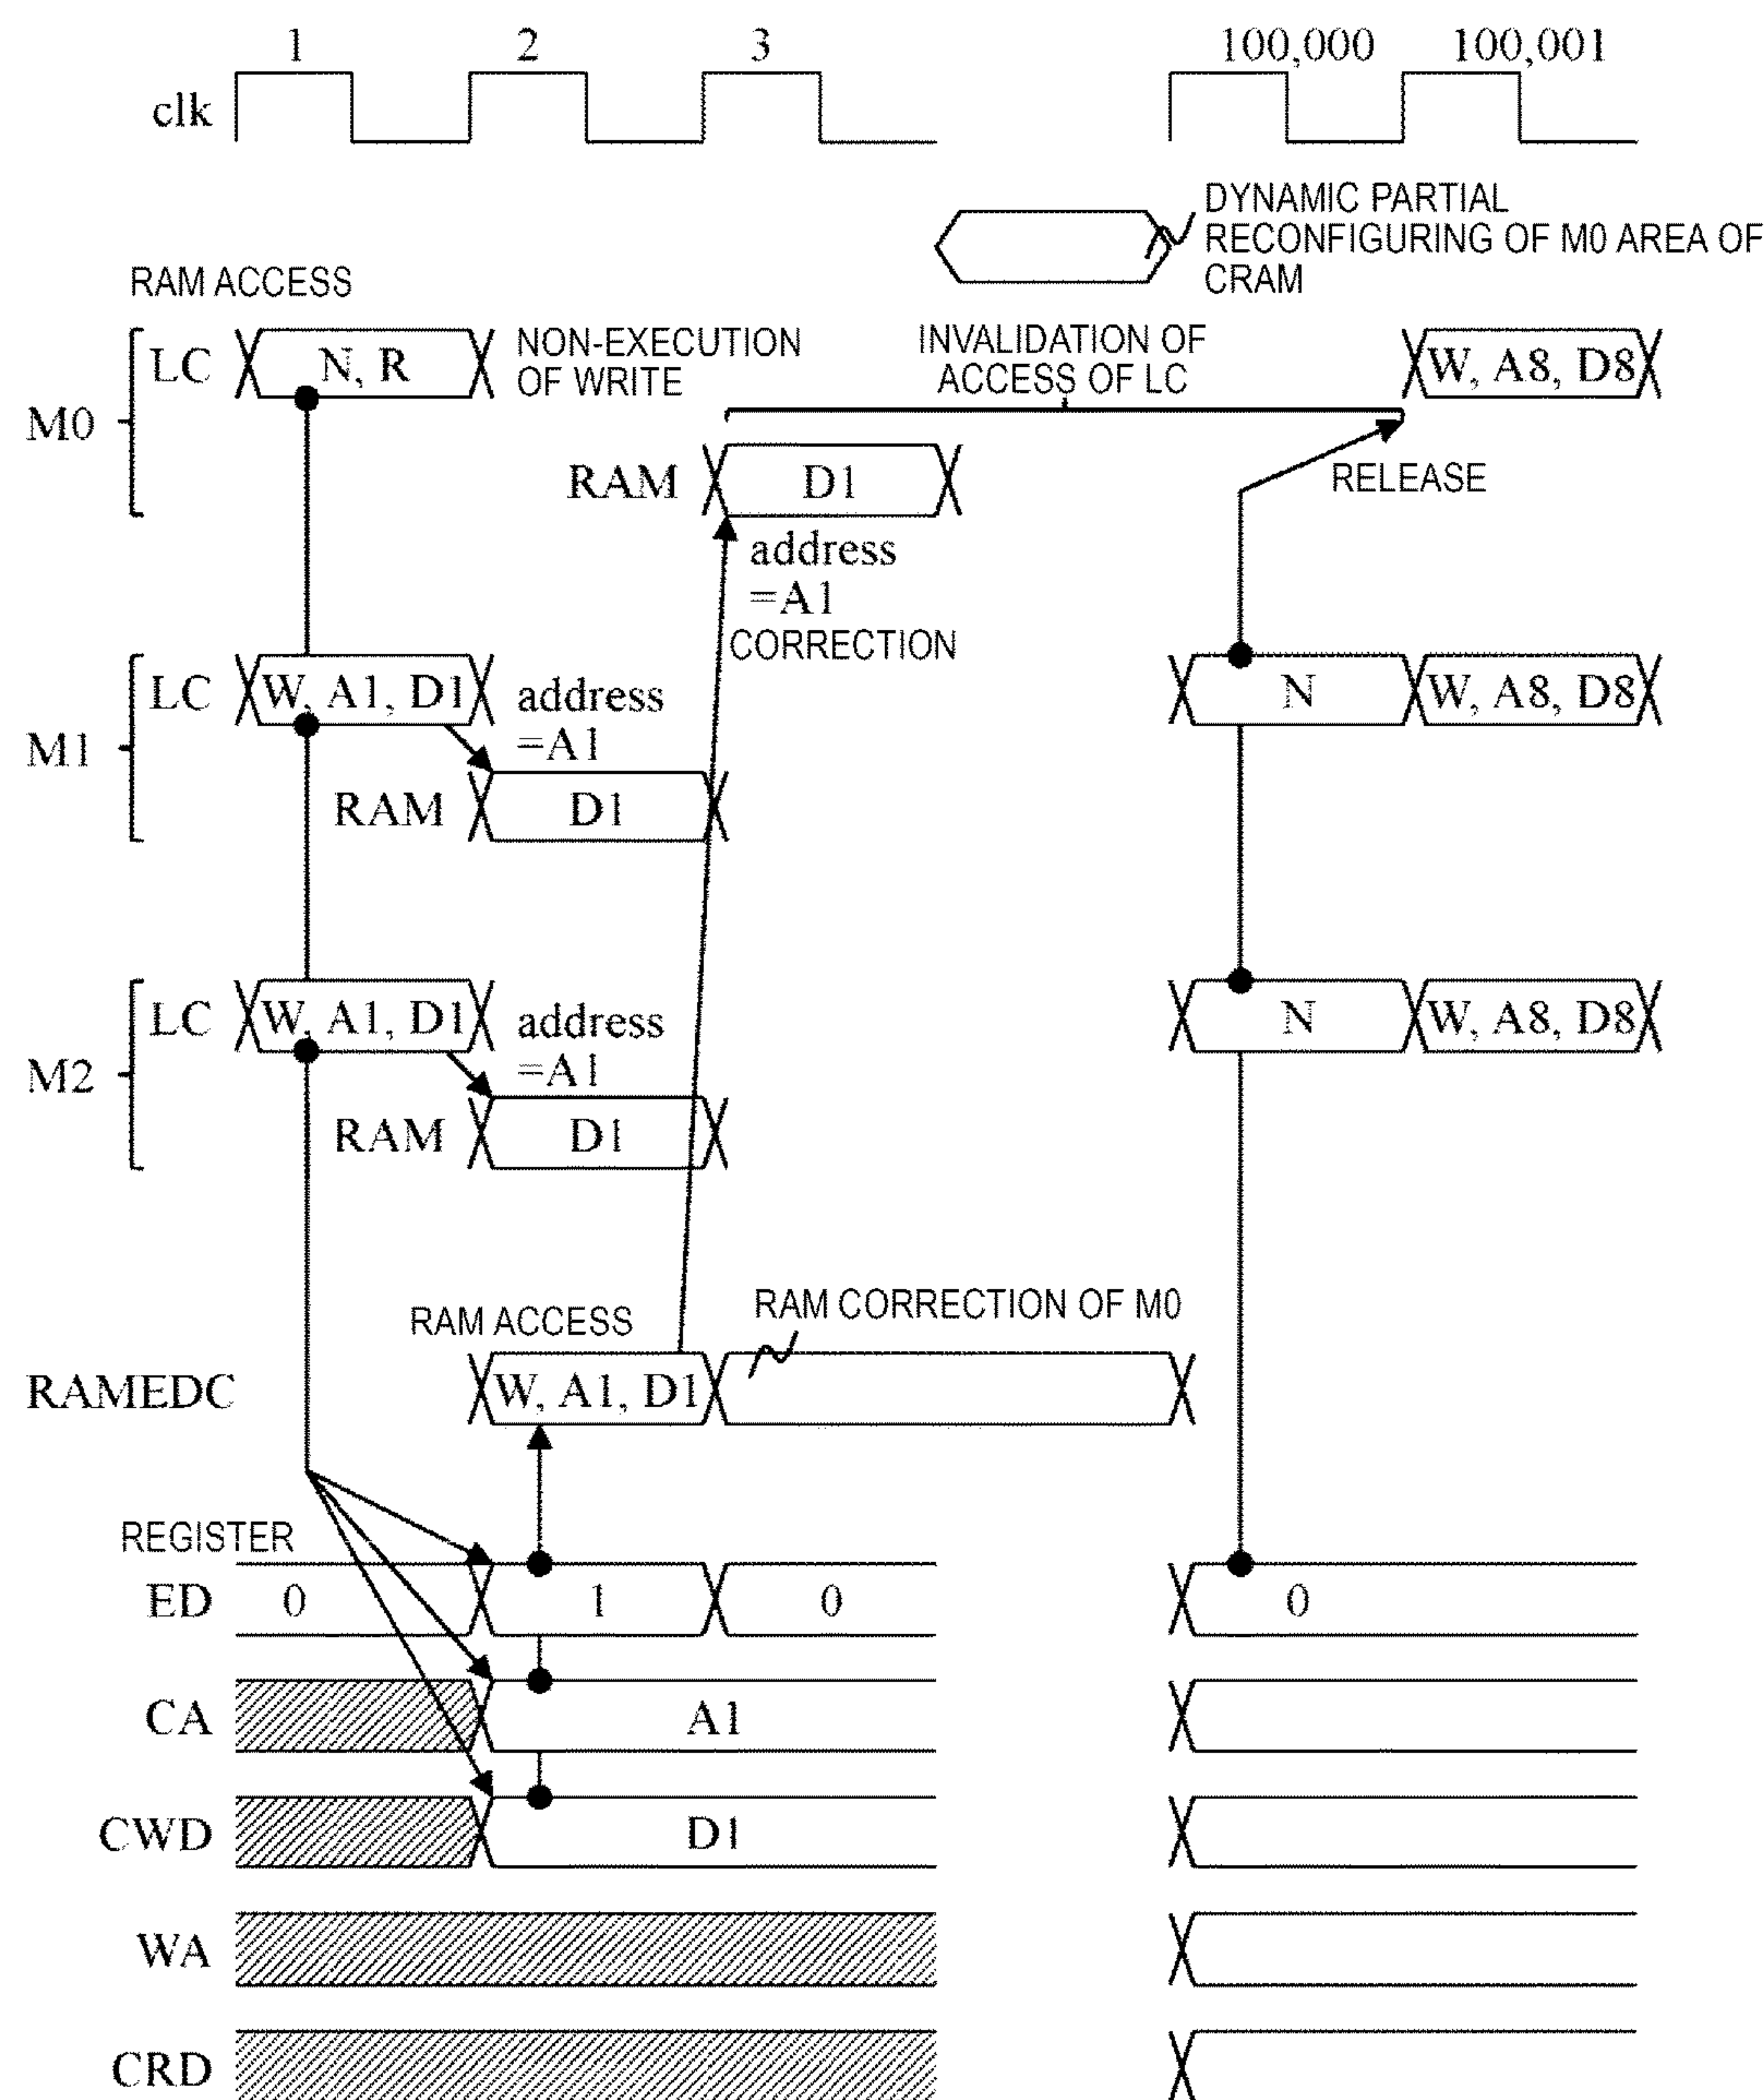 1 2 3 100,000 100,001
clk
DYNAMIC PARTIAL
RECONFIGURING OF M0 AREA OF
CRAM
RAM ACCESS
M0
LC N, R
NON-EXECUTION
OF WRITE
INVALIDATION OF
ACCESS OF LC
W, A8, D8
RAM D1
RELEASE
address
=A1
CORRECTION
M1
LC W, A1, D1
address
=A1
N W, A8, D8
RAM D1
M2
LC W, A1, D1
address
=A1
N W, A8, D8
RAM D1
RAM ACCESS
RAM CORRECTION OF M0
RAMEDC W, A1, D1
REGISTER
ED 0 1 0 0
CA A1
CWD D1
WA
CRD